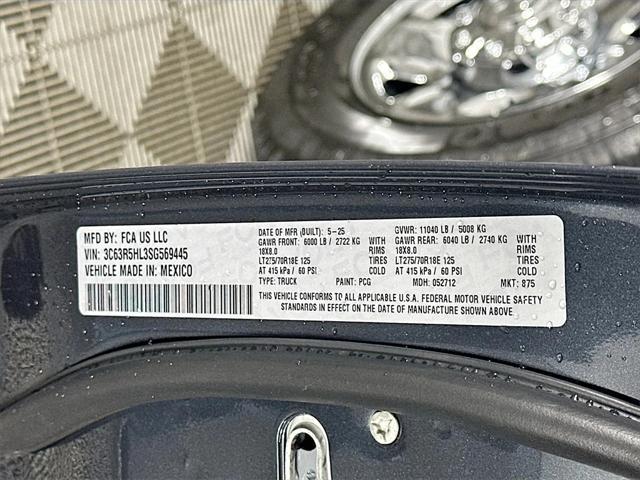 MFD BY: FCA US LLC
VIN: 3C63R5HL3SG569445
VEHICLE MADE IN: MEXICO
DATE OF MFR (BUILT): 5-25 GVWR: 11040 LB / 5008 KG
GAWR FRONT: 6000 LB / 2722 KG WITH GAWR REAR: 6040 LB / 2740 KG WITH
18X8.0 RIMS 18X8.0 RIMS
LT275/70R18E 125 TIRES LT275/70R18E 125 TIRES
AT 415 kPa / 60 PSI COLD AT 415 kPa / 60 PSI COLD
TYPE: TRUCK PAINT: PCG MDH: 052712 MKT: 875
THIS VEHICLE CONFORMS TO ALL APPLICABLE U.S.A. FEDERAL MOTOR VEHICLE SAFETY
STANDARDS IN EFFECT ON THE DATE OF MANUFACTURE SHOWN ABOVE.